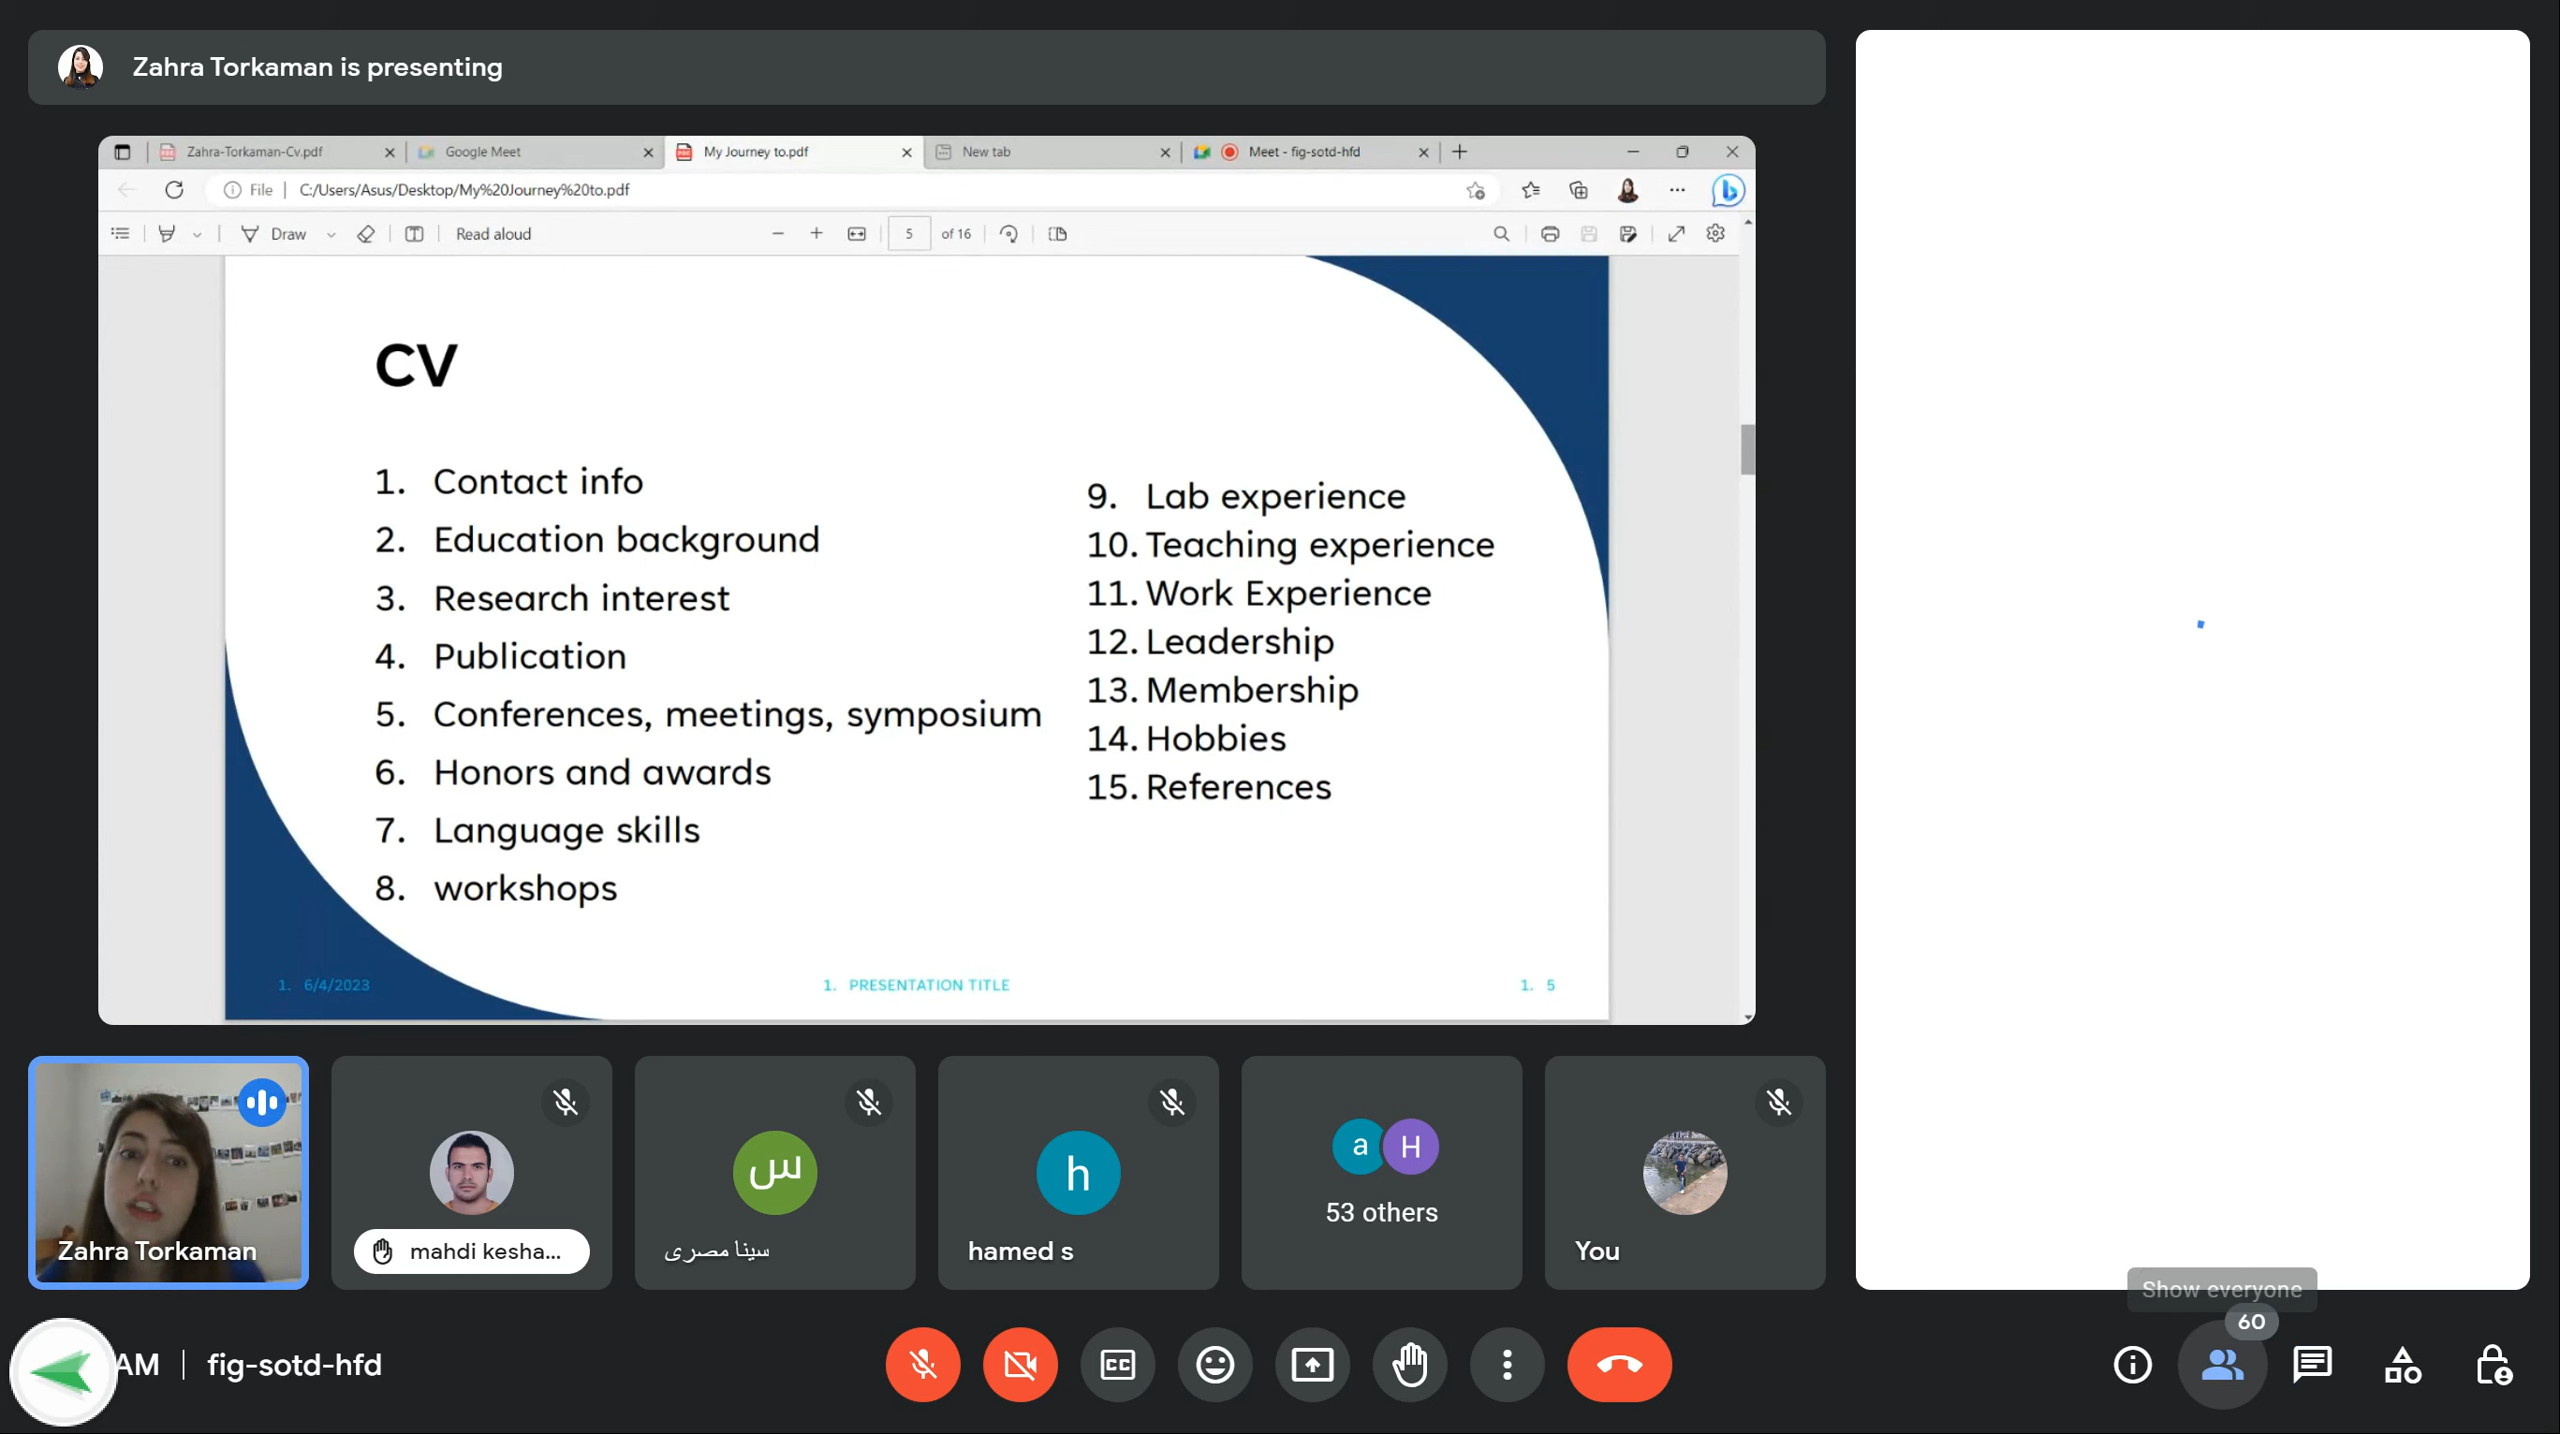 Zahra Torkaman is presenting
Zahra-Torkaman-Cv.pdf
Google Meet
My Journey to.pdf
New tab
Meet - fig-sotd-hfd
File
C:/Users/Asus/Desktop/My%20Journey%20to.pdf
Draw
Read aloud
5 of 16
CV
1. Contact info
2. Education background
3. Research interest
4. Publication
5. Conferences, meetings, symposium
6. Honors and awards
7. Language skills
8. workshops
9. Lab experience
10. Teaching experience
11. Work Experience
12. Leadership
13. Membership
14. Hobbies
15. References
1. 6/4/2023
1. PRESENTATION TITLE
1. 5
Zahra Torkaman
mahdi kesha...
س
سینا مصری
h
hamed s
a
H
53 others
You
Show everyone
60
AM | fig-sotd-hfd
CC